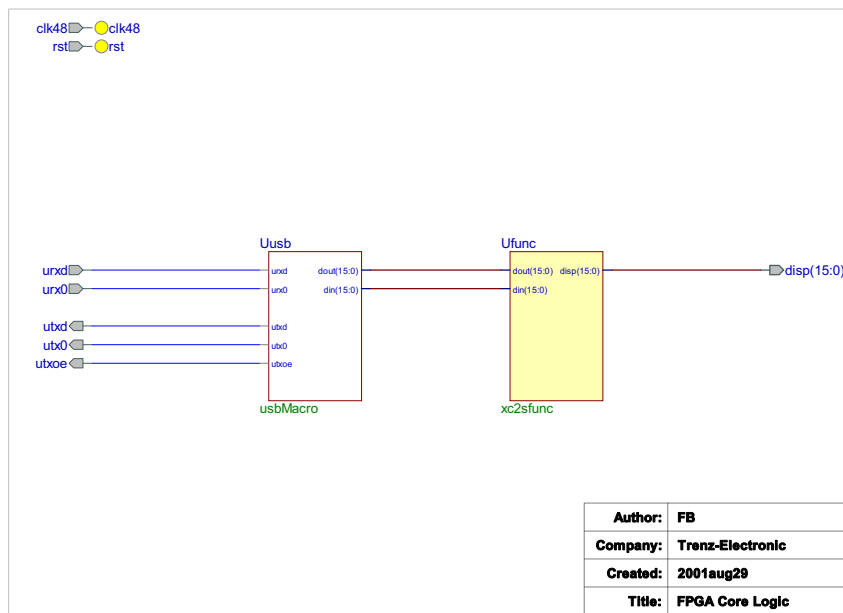 clk48 clk48
rst rst
Uusb Ufunc
urxd urxd dout(15:0) dout(15:0) disp(15:0) disp(15:0)
urx0 urx0 din(15:0) din(15:0)
utxd utxd
utx0 utx0
utxoe utxoe
usbMacro xc2sfunc
Author: FB
Company: Trenz-Electronic
Created: 2001aug29
Title: FPGA Core Logic